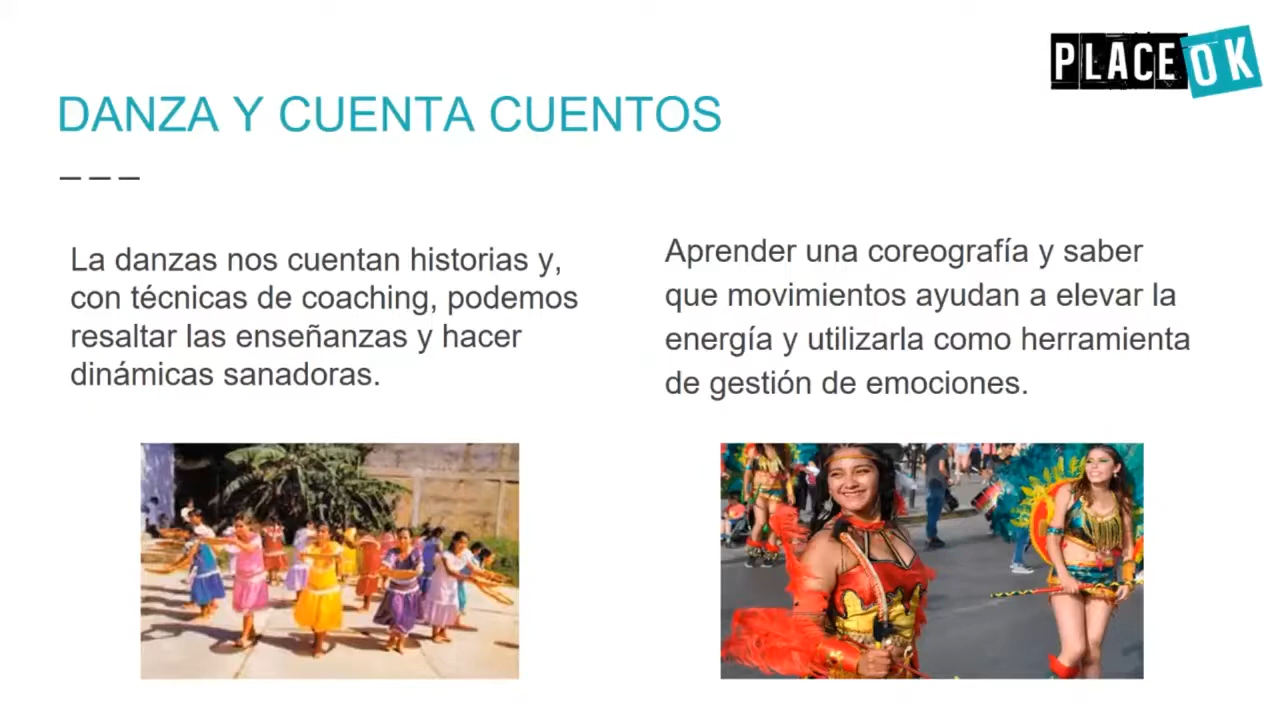 PLACE OK
DANZA Y CUENTA CUENTOS
La danzas nos cuentan historias y,
con técnicas de coaching, podemos
resaltar las enseñanzas y hacer
dinámicas sanadoras.
Aprender una coreografía y saber
que movimientos ayudan a elevar la
energía y utilizarla como herramienta
de gestión de emociones.